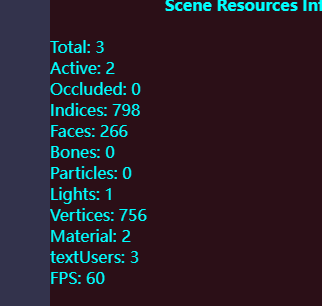 Scene Resources Inf
Total: 3
Active: 2
Occluded: 0
Indices: 798
Faces: 266
Bones: 0
Particles: 0
Lights: 1
Vertices: 756
Material: 2
textUsers: 3
FPS: 60